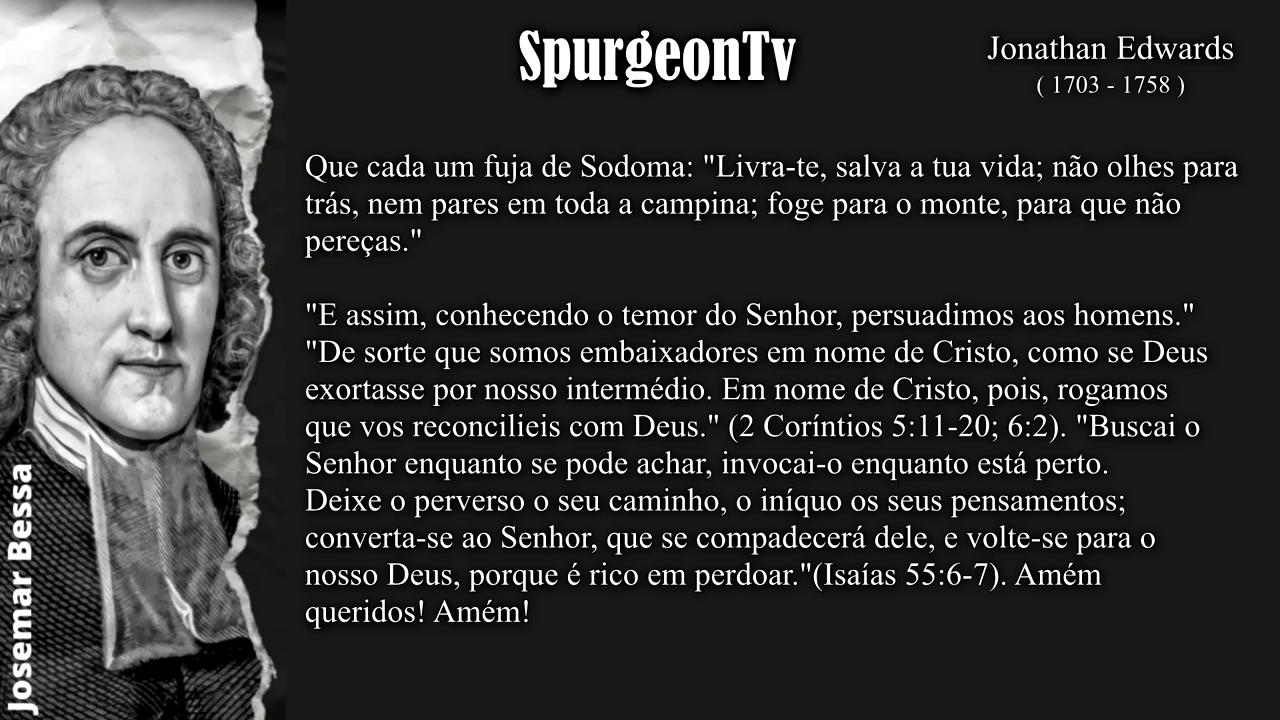 SpurgeonTv
Jonathan Edwards
( 1703 - 1758 )
Que cada um fuja de Sodoma: "Livra-te, salva a tua vida; não olhes para
trás, nem pares em toda a campina; foge para o monte, para que não
pereças."
"E assim, conhecendo o temor do Senhor, persuadimos aos homens."
"De sorte que somos embaixadores em nome de Cristo, como se Deus
exortasse por nosso intermédio. Em nome de Cristo, pois, rogamos
que vos reconcilieis com Deus." (2 Coríntios 5:11-20; 6:2). "Buscai o
Senhor enquanto se pode achar, invocai-o enquanto está perto.
Deixe o perverso o seu caminho, o iníquo os seus pensamentos;
converta-se ao Senhor, que se compadecerá dele, e volte-se para o
nosso Deus, porque é rico em perdoar."(Isaías 55:6-7). Amém
queridos! Amém!
Josemar Bessa